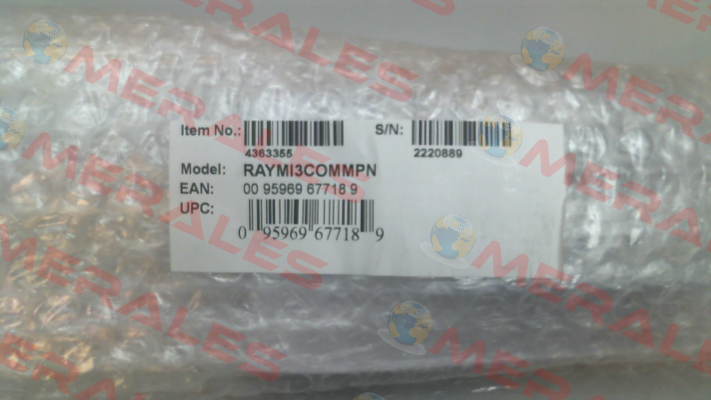 Item No.: S/N:
4363355 2220889
Model: RAYMI3COMMPN
EAN: 00 95969 67718 9
UPC:
0 95969 67718 9
MERALES
MERALES
MERALES
MERALES
MERALES